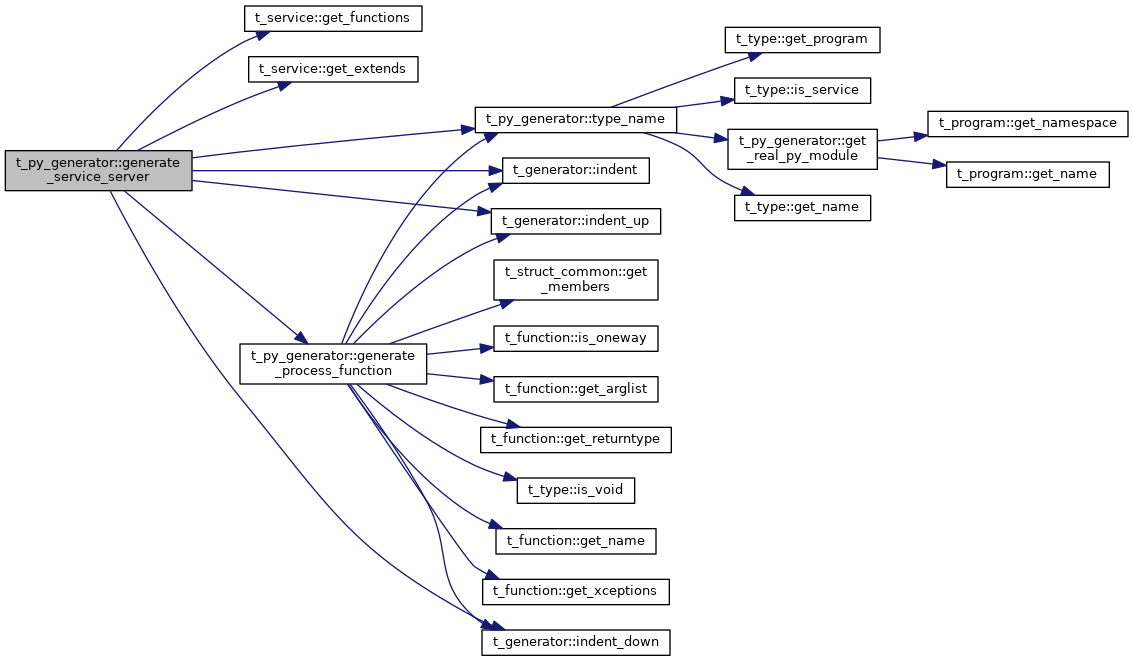 t_service::get_functions
t_service::get_extends
t_py_generator::generate
_service_server
t_py_generator::type_name
t_generator::indent
t_generator::indent_up
t_py_generator::generate
_process_function
t_struct_common::get
_members
t_function::is_oneway
t_function::get_arglist
t_function::get_returntype
t_type::is_void
t_function::get_name
t_function::get_xceptions
t_generator::indent_down
t_type::get_program
t_type::is_service
t_py_generator::get
_real_py_module
t_type::get_name
t_program::get_namespace
t_program::get_name